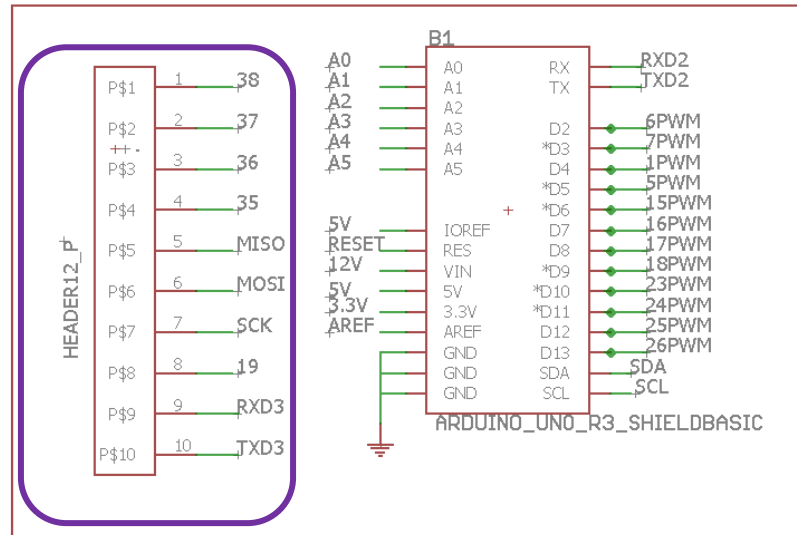 P$1 1 38
P$2 2 37
P$3 3 36
P$4 4 35
P$5 5 MISO
P$6 6 MOSI
P$7 7 SCK
P$8 8 19
P$9 9 RXD3
P$10 10 TXD3
HEADER12_P
B1
A0 A0 RX RXD2
A1 A1 TX TXD2
A2 A2
A3 A3 D2 6PWM
A4 A4 *D3 7PWM
A5 A5 D4 1PWM
*D5 5PWM
*D6 15PWM
5V IOREF D7 16PWM
RESET RES D8 17PWM
12V VIN *D9 18PWM
5V 5V *D10 23PWM
3.3V 3.3V *D11 24PWM
AREF AREF D12 25PWM
GND D13 26PWM
GND SDA SDA
GND SCL SCL
ARDUINO_UNO_R3_SHIELDBASIC